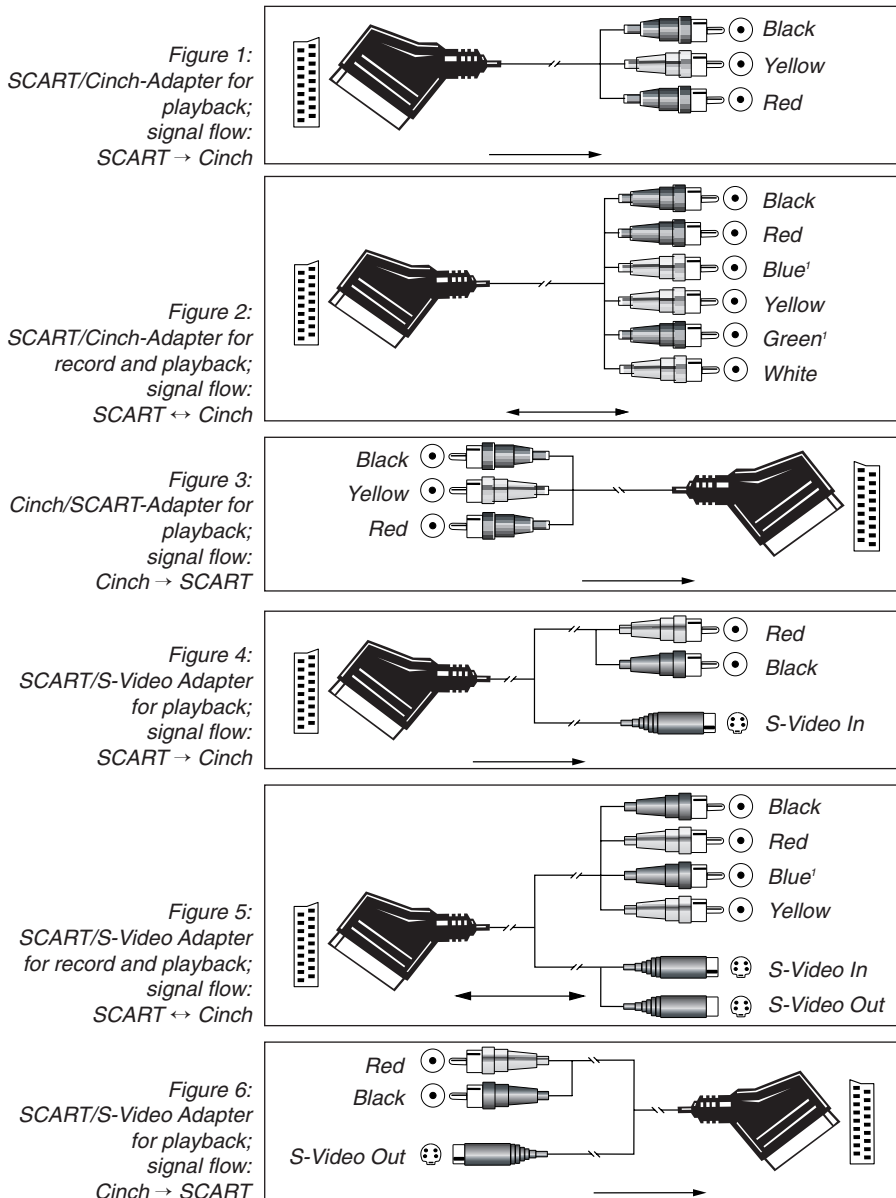 Figure 1:
SCART/Cinch-Adapter for
playback;
signal flow:
SCART → Cinch
Black
Yellow
Red
Figure 2:
SCART/Cinch-Adapter for
record and playback;
signal flow:
SCART ↔ Cinch
Black
Red
Blue¹
Yellow
Green¹
White
Figure 3:
Cinch/SCART-Adapter for
playback;
signal flow:
Cinch → SCART
Black
Yellow
Red
Figure 4:
SCART/S-Video Adapter
for playback;
signal flow:
SCART → Cinch
Red
Black
S-Video In
Figure 5:
SCART/S-Video Adapter
for record and playback;
signal flow:
SCART ↔ Cinch
Black
Red
Blue¹
Yellow
S-Video In
S-Video Out
Figure 6:
SCART/S-Video Adapter
for playback;
signal flow:
Cinch → SCART
Red
Black
S-Video Out